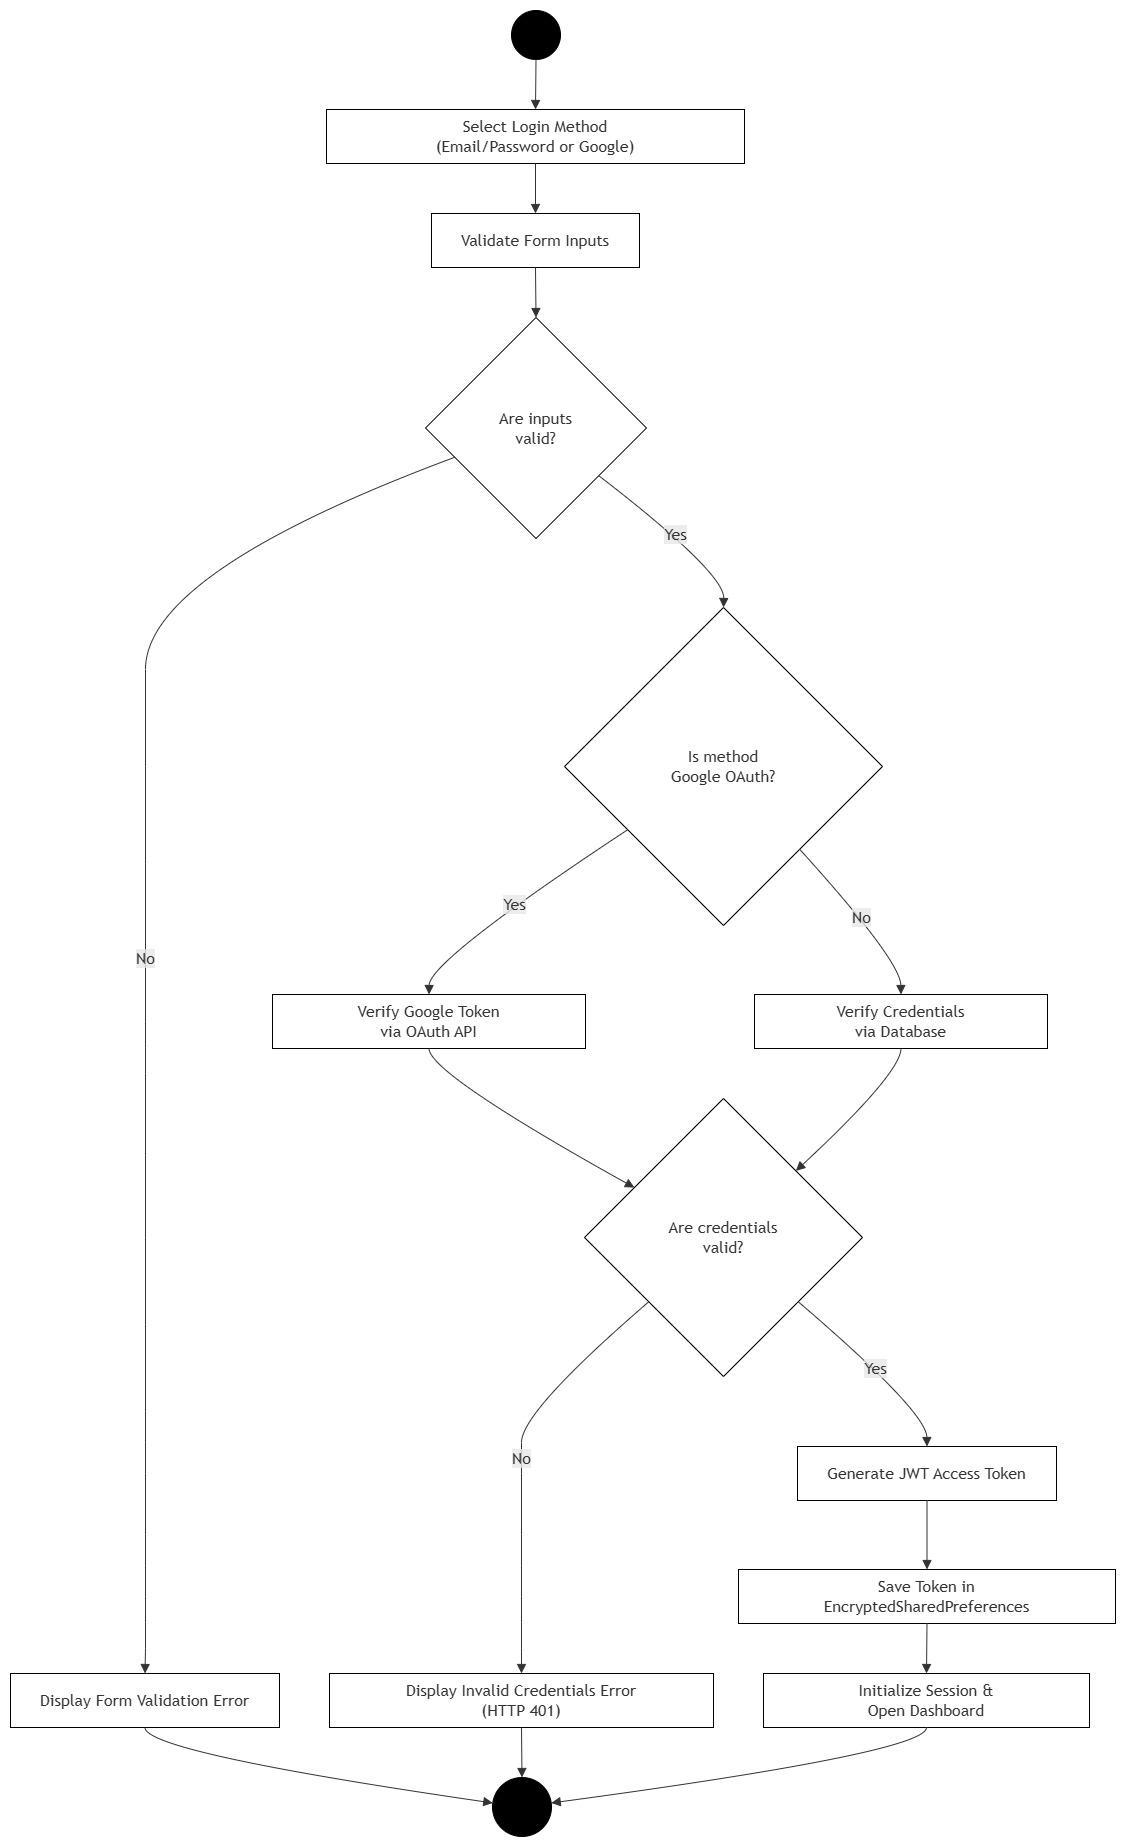 Select Login Method
(Email/Password or Google)
Validate Form Inputs
Are inputs
valid?
Yes
Is method
Google OAuth?
Yes
No
No
Verify Google Token
via OAuth API
Verify Credentials
via Database
Are credentials
valid?
Yes
No
Generate JWT Access Token
Save Token in
EncryptedSharedPreferences
Display Form Validation Error
Display Invalid Credentials Error
(HTTP 401)
Initialize Session &
Open Dashboard